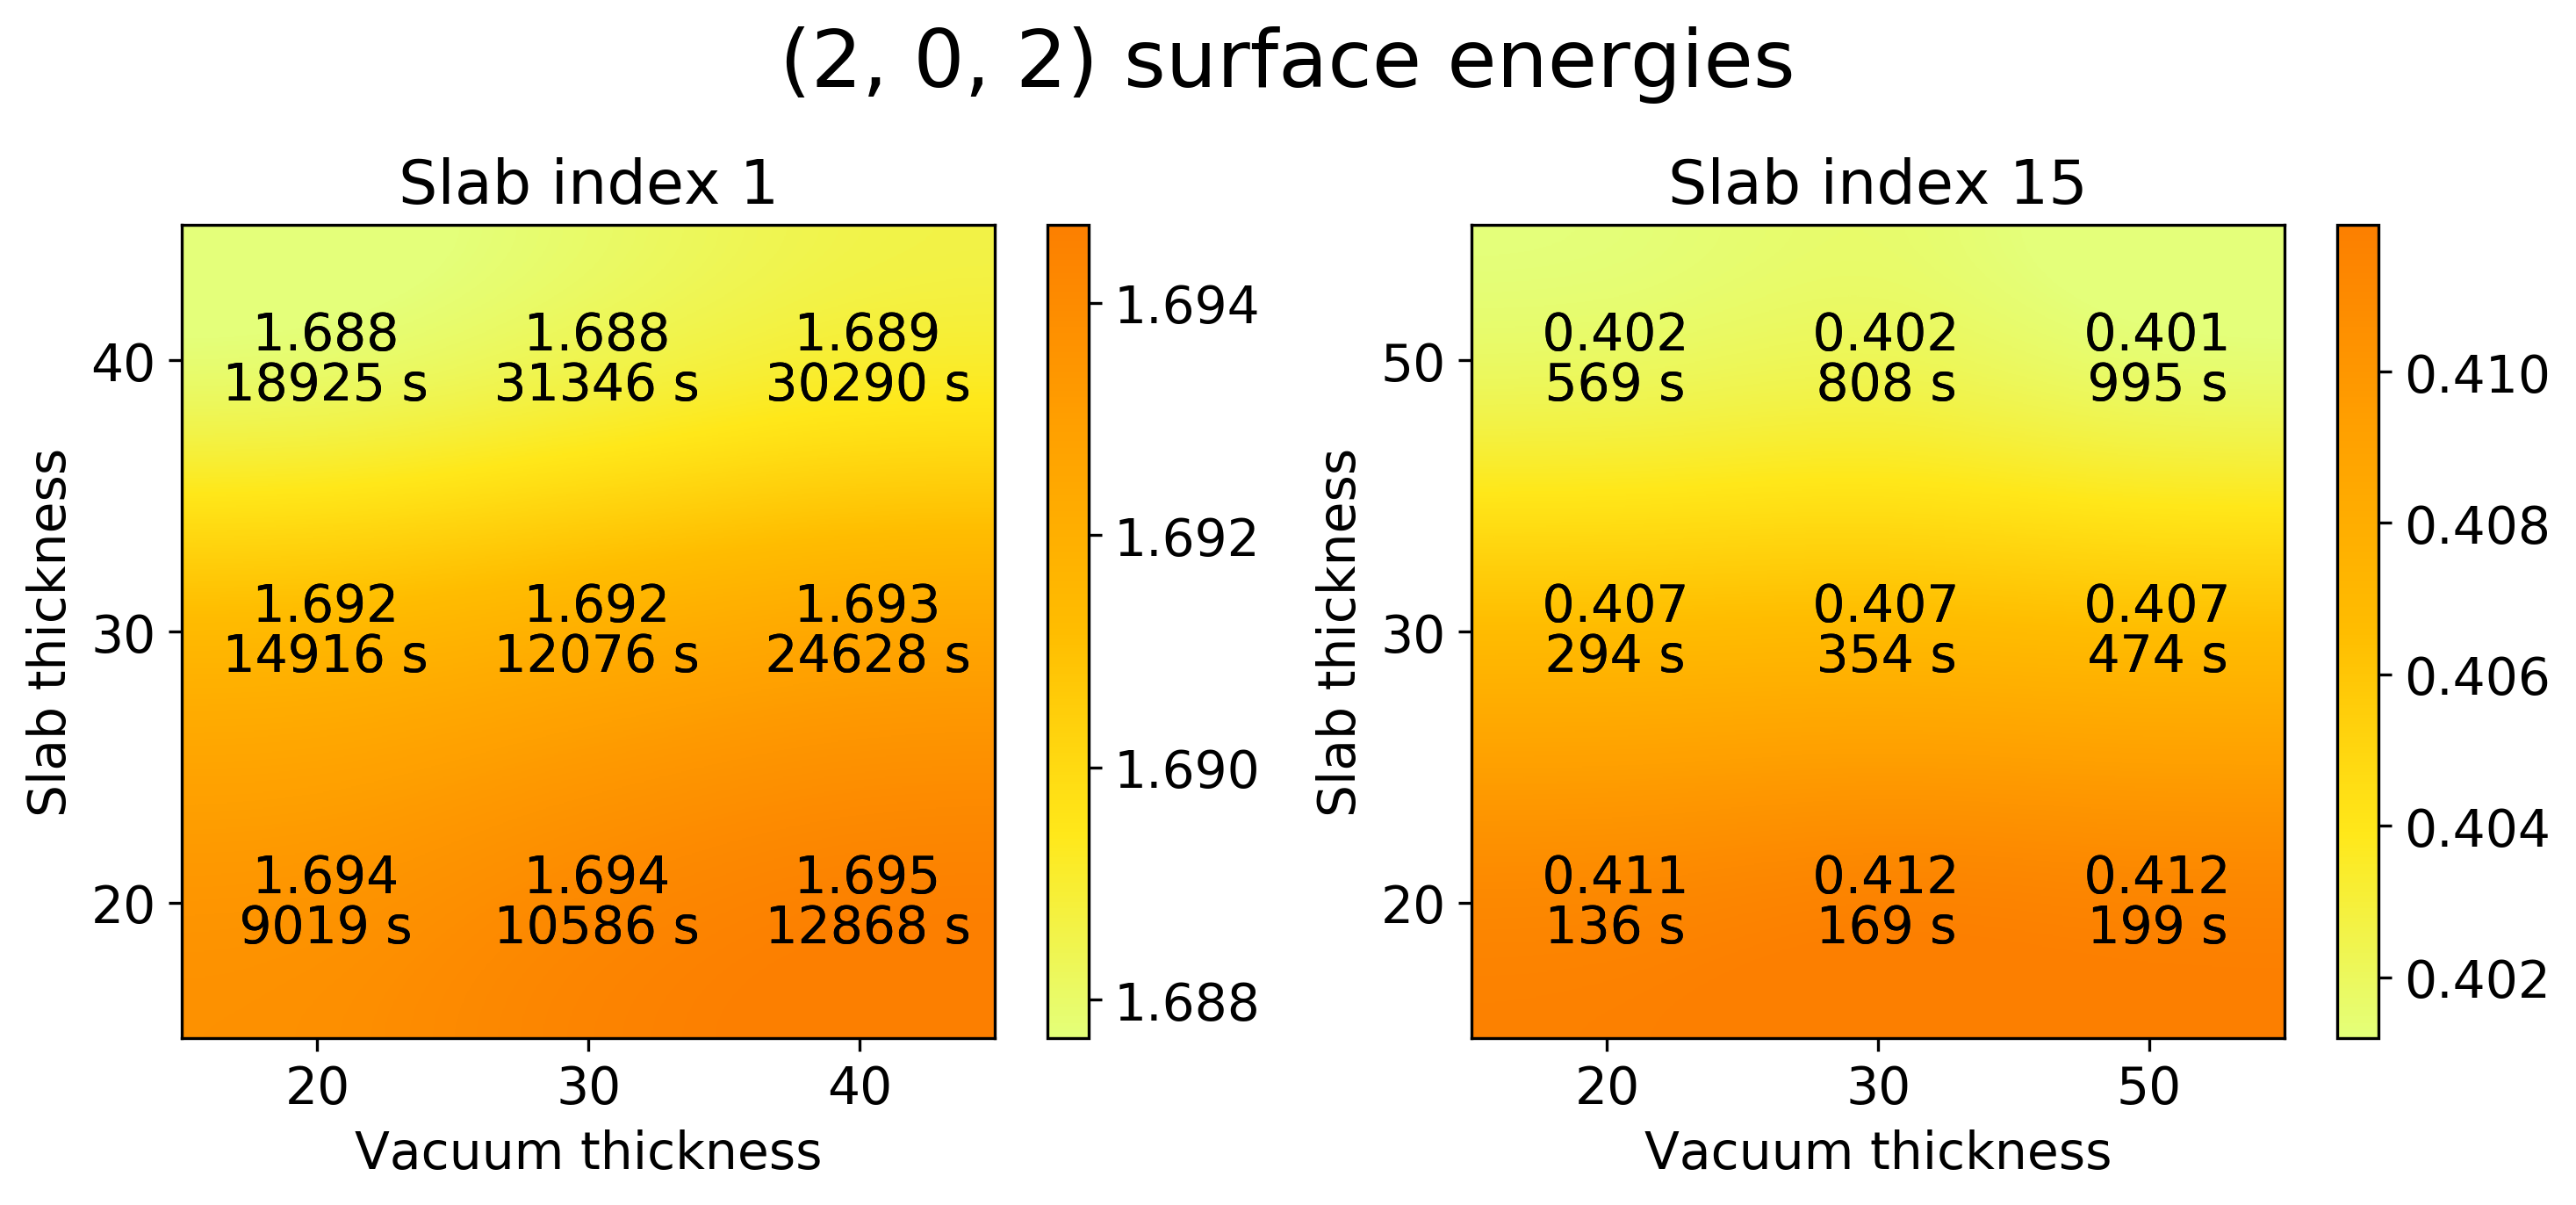 (2, 0, 2) surface energies
Slab index 1
1.688
18925 s
1.688
31346 s
1.689
30290 s
1.692
14916 s
1.692
12076 s
1.693
24628 s
1.694
9019 s
1.694
10586 s
1.695
12868 s
40
30
20
Slab thickness
20
30
40
Vacuum thickness
1.694
1.692
1.690
1.688
Slab index 15
0.402
569 s
0.402
808 s
0.401
995 s
0.407
294 s
0.407
354 s
0.407
474 s
0.411
136 s
0.412
169 s
0.412
199 s
50
30
20
Slab thickness
20
30
50
Vacuum thickness
0.410
0.408
0.406
0.404
0.402